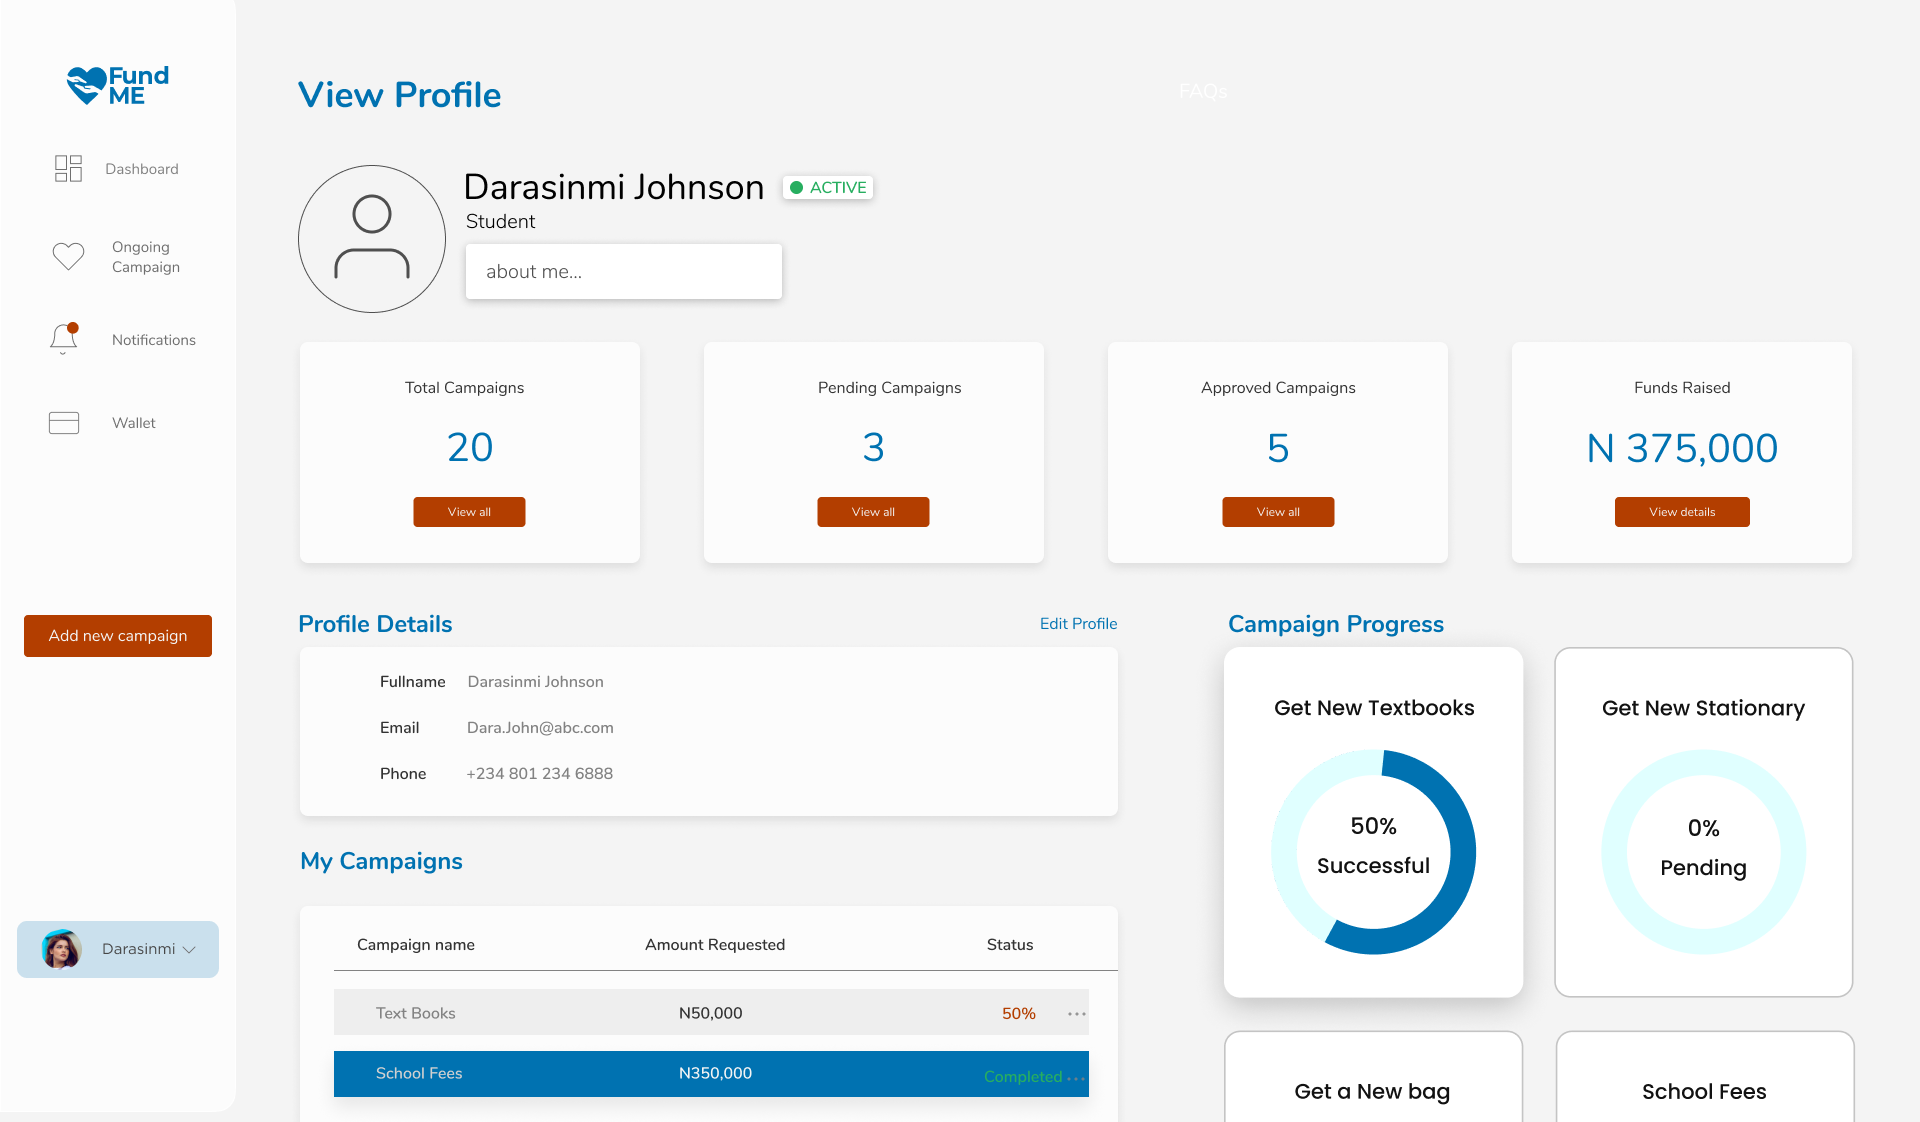 Fund
ME
Dashboard
Ongoing
Campaign
Notifications
Wallet
Add new campaign
Darasinmi
View Profile
FAQs
Darasinmi Johnson
ACTIVE
Student
about me...
Total Campaigns
20
View all
Pending Campaigns
3
View all
Approved Campaigns
5
View all
Funds Raised
N 375,000
View details
Profile Details
Edit Profile
Fullname Darasinmi Johnson
Email Dara.John@abc.com
Phone +234 801 234 6888
My Campaigns
Campaign name Amount Requested Status
Text Books N50,000 50% ...
School Fees N350,000 Completed ...
Campaign Progress
Get New Textbooks
50%
Successful
Get New Stationary
0%
Pending
Get a New bag
School Fees